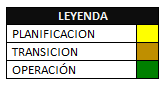 LEYENDA
PLANIFICACION
TRANSICION
OPERACIÓN